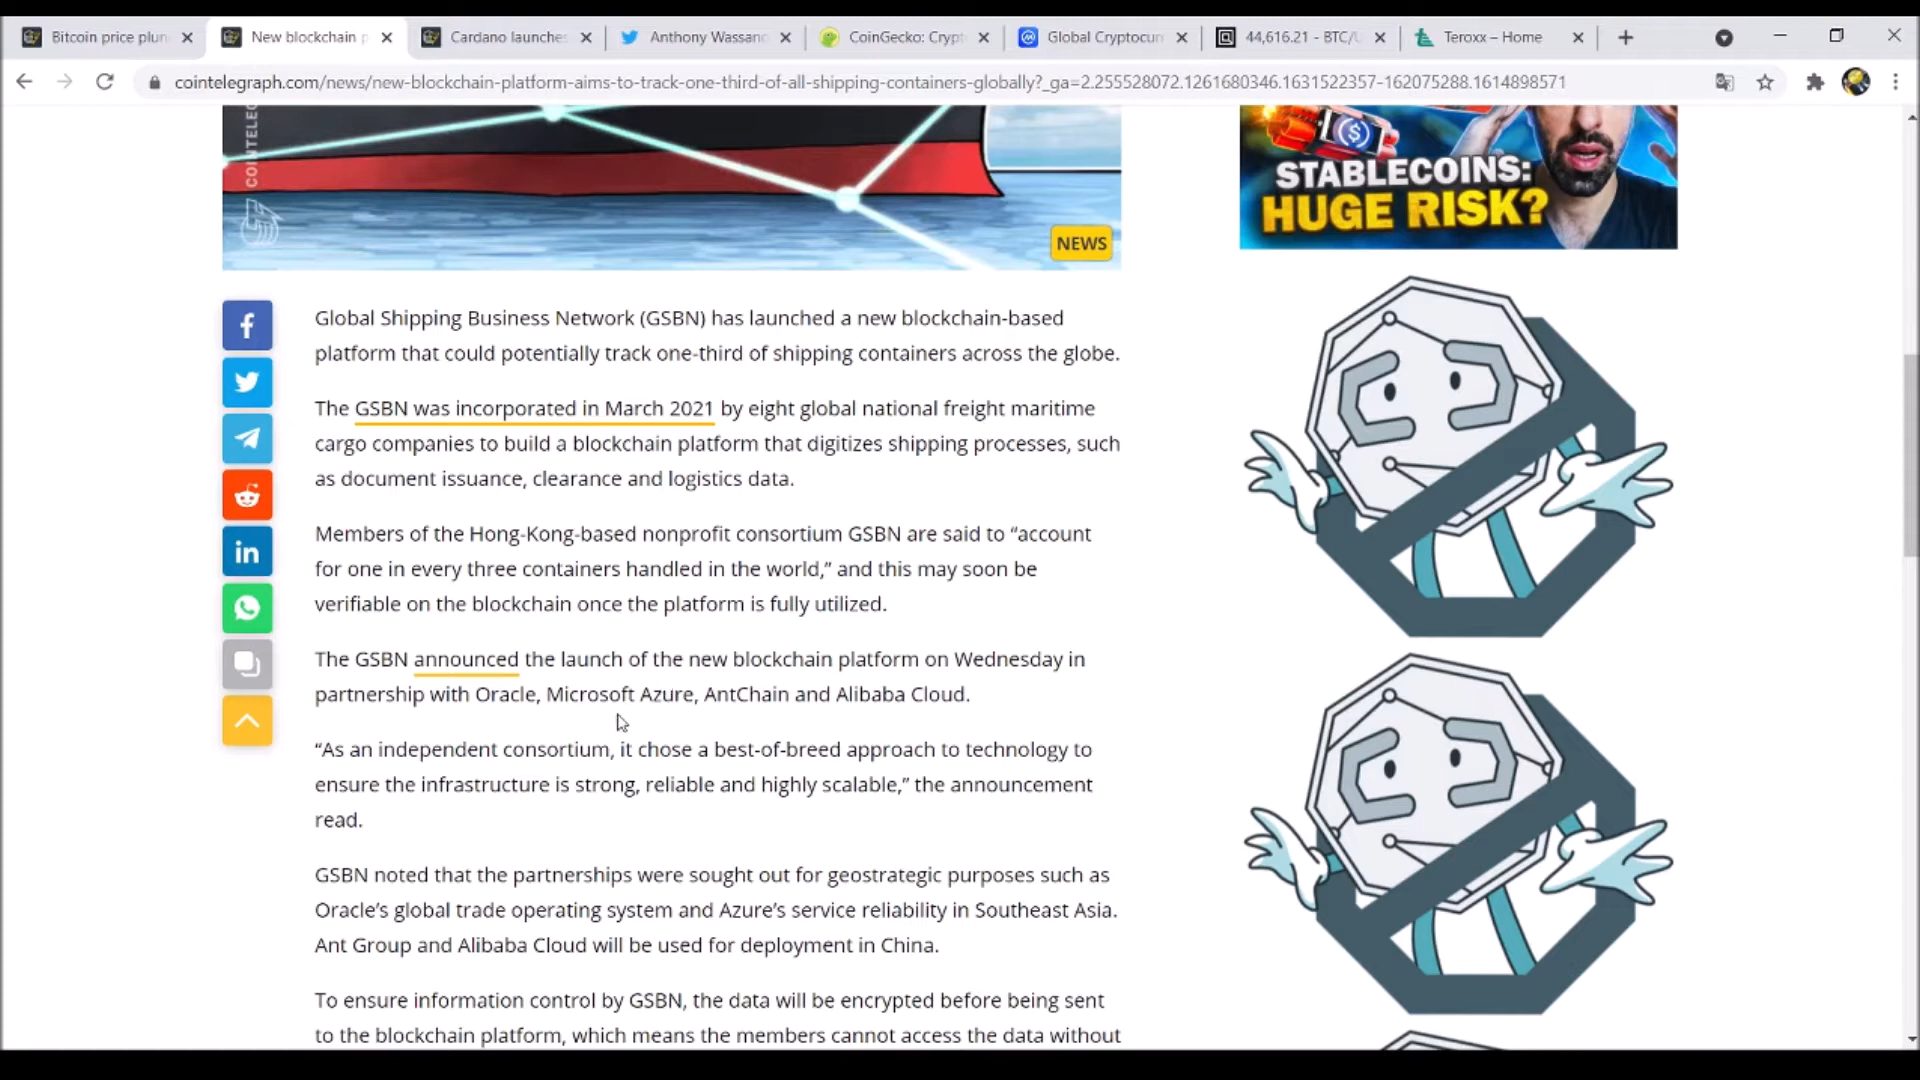 Bitcoin price plun
New blockchain p
Cardano launches
Anthony Wassano
CoinGecko: Crypt
Global Cryptocur
44,616.21 - BTC/U
Teroxx – Home
cointelegraph.com/news/new-blockchain-platform-aims-to-track-one-third-of-all-shipping-containers-globally?_ga=2.255528072.1261680346.1631522357-162075288.1614898571
COINTELEG
NEWS
STABLECOINS:
HUGE RISK?
Global Shipping Business Network (GSBN) has launched a new blockchain-based
platform that could potentially track one-third of shipping containers across the globe.
The GSBN was incorporated in March 2021 by eight global national freight maritime
cargo companies to build a blockchain platform that digitizes shipping processes, such
as document issuance, clearance and logistics data.
Members of the Hong-Kong-based nonprofit consortium GSBN are said to “account
for one in every three containers handled in the world,” and this may soon be
verifiable on the blockchain once the platform is fully utilized.
The GSBN announced the launch of the new blockchain platform on Wednesday in
partnership with Oracle, Microsoft Azure, AntChain and Alibaba Cloud.
“As an independent consortium, it chose a best-of-breed approach to technology to
ensure the infrastructure is strong, reliable and highly scalable,” the announcement
read.
GSBN noted that the partnerships were sought out for geostrategic purposes such as
Oracle’s global trade operating system and Azure’s service reliability in Southeast Asia.
Ant Group and Alibaba Cloud will be used for deployment in China.
To ensure information control by GSBN, the data will be encrypted before being sent
to the blockchain platform, which means the members cannot access the data without